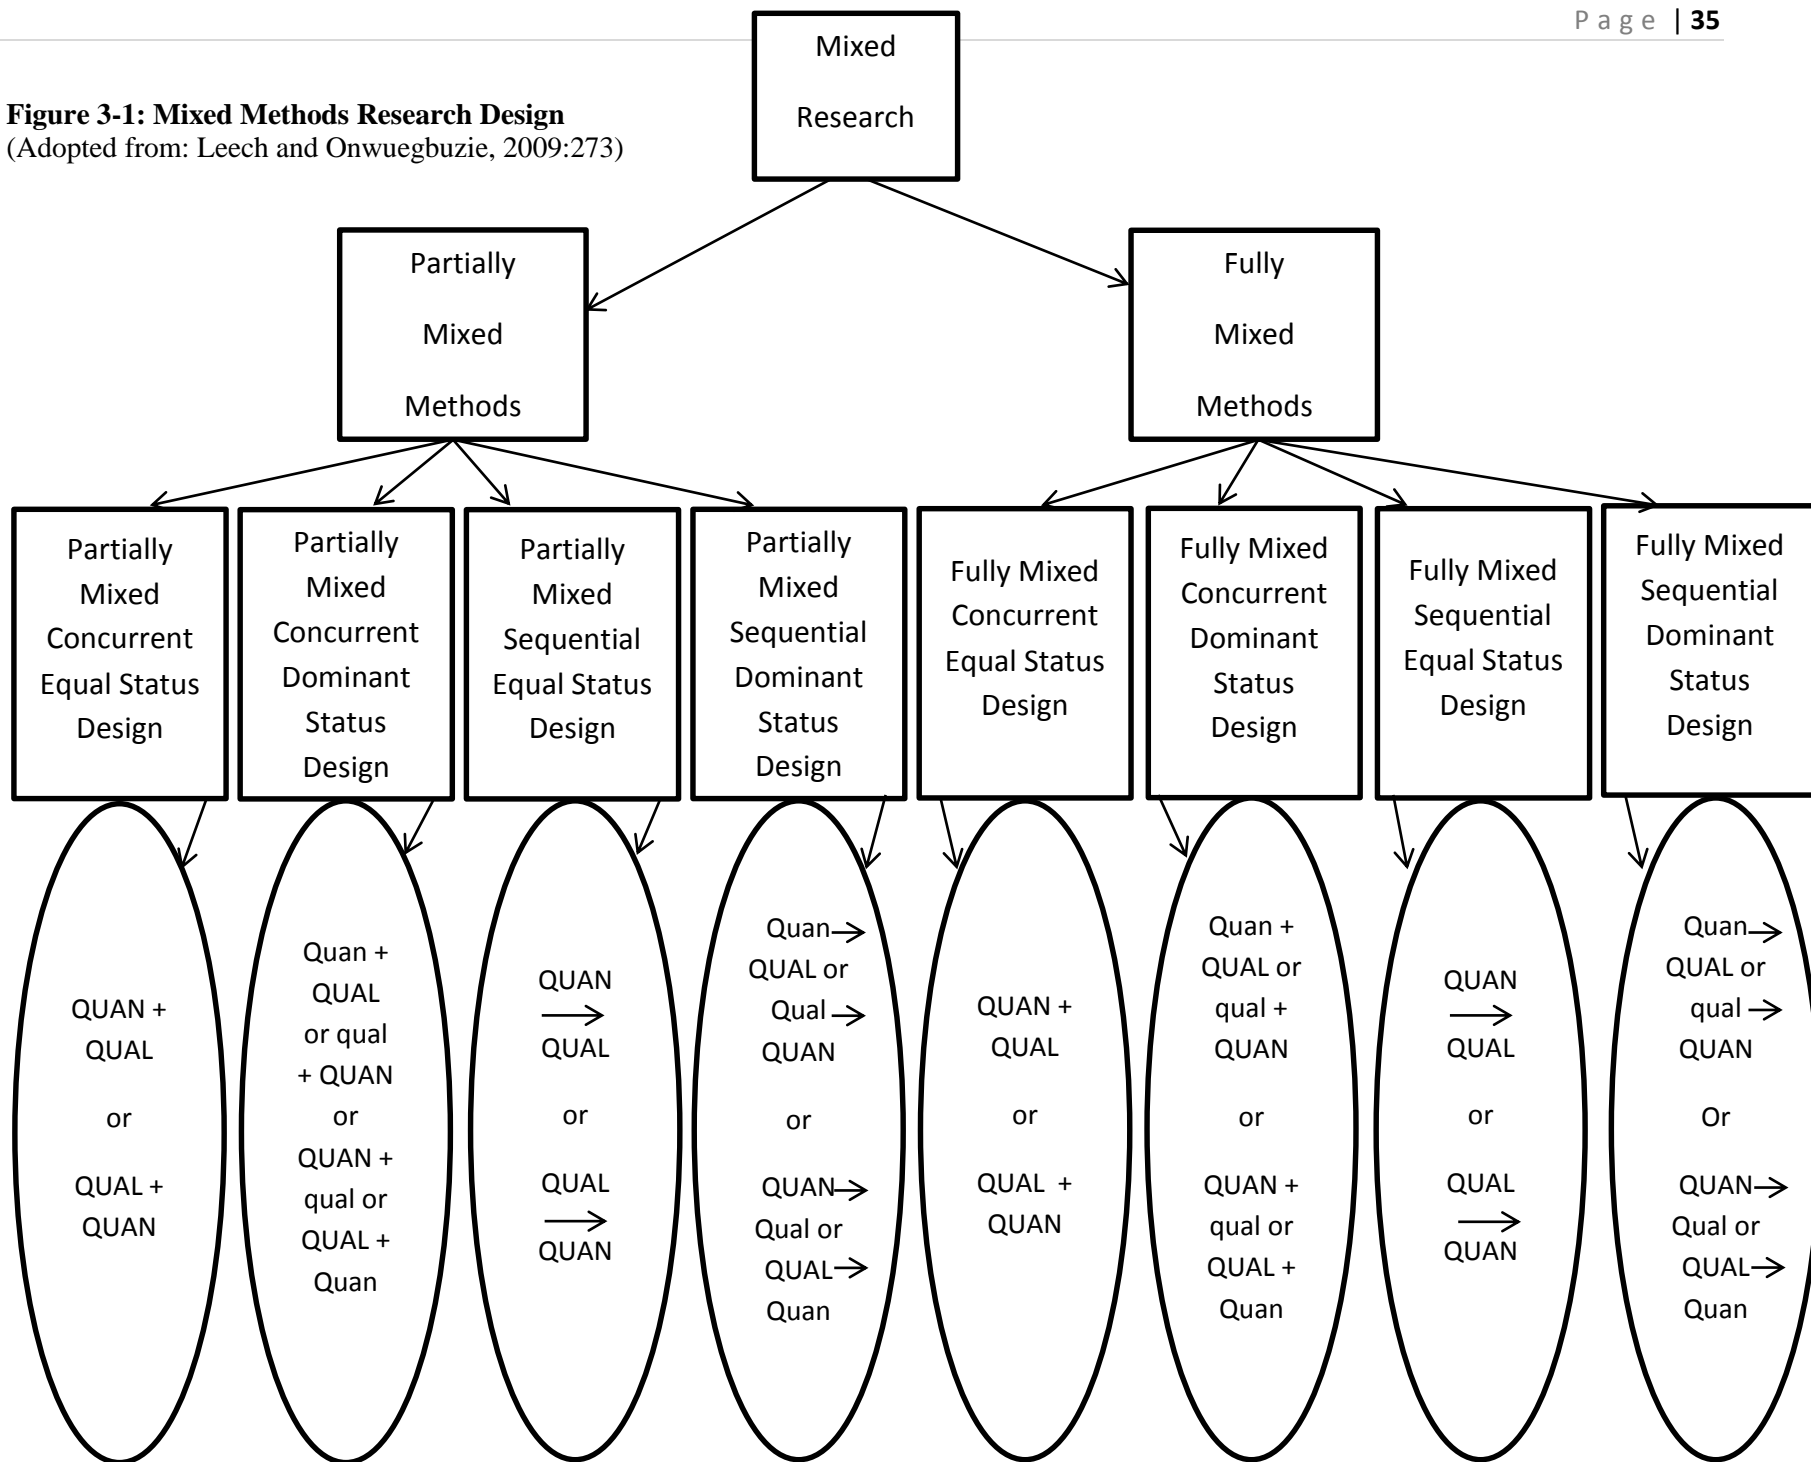 Page | 35
Figure 3-1: Mixed Methods Research Design
(Adopted from: Leech and Onwuegbuzie, 2009:273)
Mixed
Research
Partially
Mixed
Methods
Fully
Mixed
Methods
Partially
Mixed
Concurrent
Equal Status
Design
Partially
Mixed
Concurrent
Dominant
Status
Design
Partially
Mixed
Sequential
Equal Status
Design
Partially
Mixed
Sequential
Dominant
Status
Design
Fully Mixed
Concurrent
Equal Status
Design
Fully Mixed
Concurrent
Dominant
Status
Design
Fully Mixed
Sequential
Equal Status
Design
Fully Mixed
Sequential
Dominant
Status
Design
QUAN +
QUAL
or
QUAL +
QUAN
Quan +
QUAL
or qual
+ QUAN
or
QUAN +
qual or
QUAL +
Quan
QUAN
→
QUAL
or
QUAL
→
QUAN
Quan→
QUAL or
Qual →
QUAN
or
QUAN→
Qual or
QUAL→
Quan
QUAN +
QUAL
or
QUAL +
QUAN
Quan +
QUAL or
qual +
QUAN
or
QUAN +
qual or
QUAL +
Quan
QUAN
→
QUAL
or
QUAL
→
QUAN
Quan→
QUAL or
qual →
QUAN
Or
QUAN→
Qual or
QUAL→
Quan